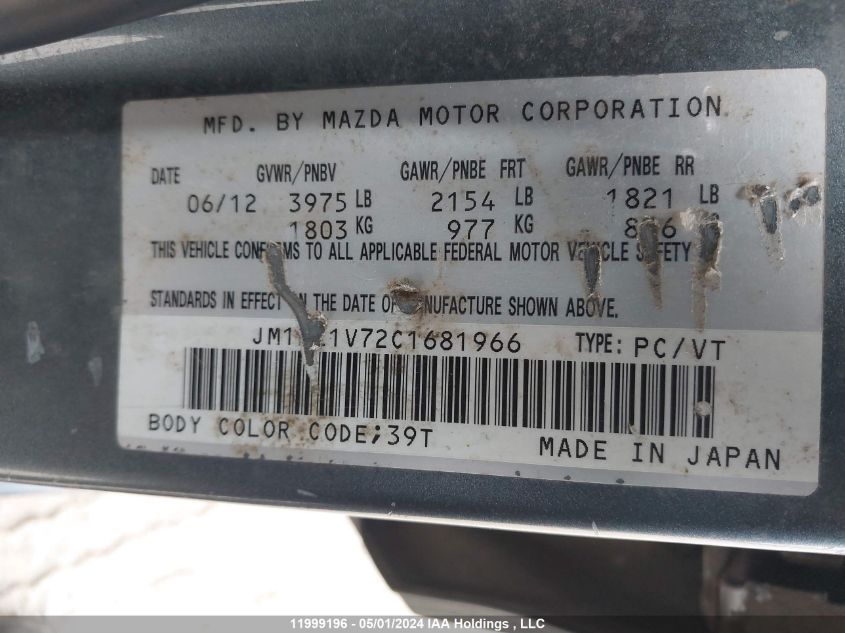 MFD. BY MAZDA MOTOR CORPORATION
DATE GVWR/PNBV GAWR/PNBE FRT GAWR/PNBE RR
06/12 3975 LB 2154 LB 1821 LB
1803 KG 977 KG
THIS VEHICLE TO ALL APPLICABLE FEDERAL MOTOR
STANDARDS IN EFFECT THE DATE SHOWN ABOVE.
TYPE: PC/VT
BODY COLOR CODE;39T
MADE IN JAPAN
11999196 - 05/01/2024 IAA Holdings , LLC